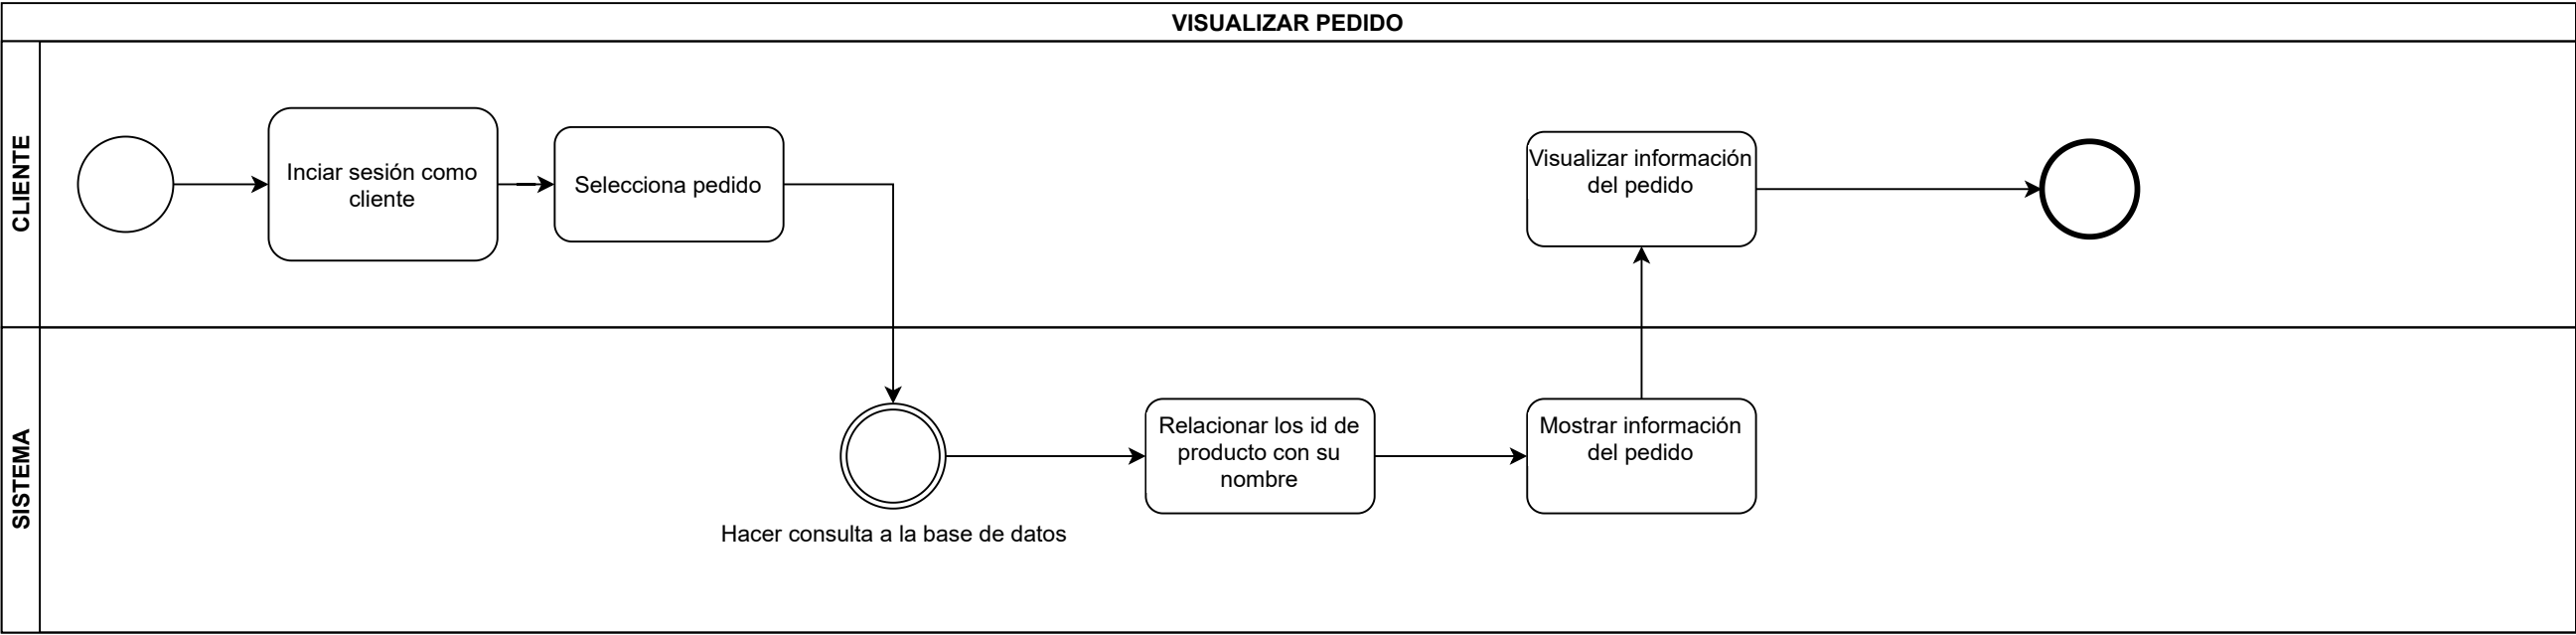 VISUALIZAR PEDIDO
CLIENTE
Inciar sesión como
cliente
Selecciona pedido
Visualizar información
del pedido
SISTEMA
Hacer consulta a la base de datos
Relacionar los id de
producto con su
nombre
Mostrar información
del pedido